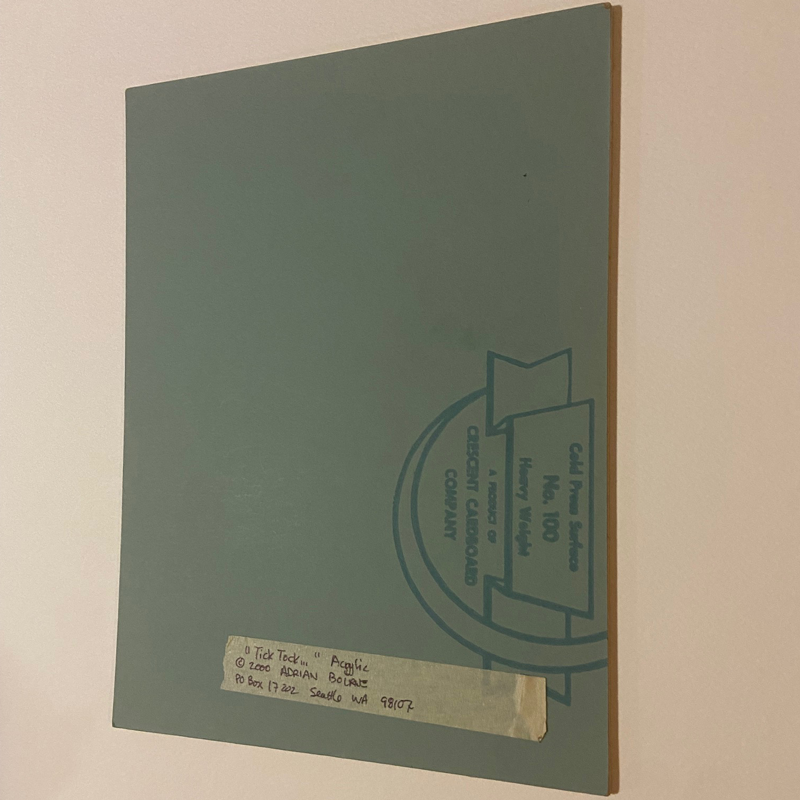 Cold Press Surface
No. 100
Heavy Weight
A PRODUCT OF
CRESCENT CARDBOARD
COMPANY
"Tick Tock..." Acrylic
© 2000 ADRIAN BOURNE
PO Box 17202 Seattle WA 98107